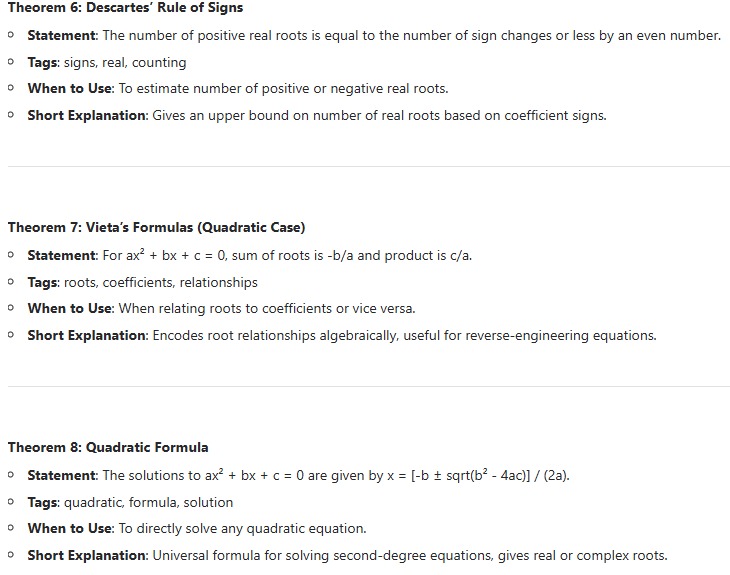 Theorem 6: Descartes’ Rule of Signs
Statement: The number of positive real roots is equal to the number of sign changes or less by an even number.
Tags: signs, real, counting
When to Use: To estimate number of positive or negative real roots.
Short Explanation: Gives an upper bound on number of real roots based on coefficient signs.
Theorem 7: Vieta’s Formulas (Quadratic Case)
Statement: For ax² + bx + c = 0, sum of roots is -b/a and product is c/a.
Tags: roots, coefficients, relationships
When to Use: When relating roots to coefficients or vice versa.
Short Explanation: Encodes root relationships algebraically, useful for reverse-engineering equations.
Theorem 8: Quadratic Formula
Statement: The solutions to ax² + bx + c = 0 are given by x = [-b ± sqrt(b² - 4ac)] / (2a).
Tags: quadratic, formula, solution
When to Use: To directly solve any quadratic equation.
Short Explanation: Universal formula for solving second-degree equations, gives real or complex roots.